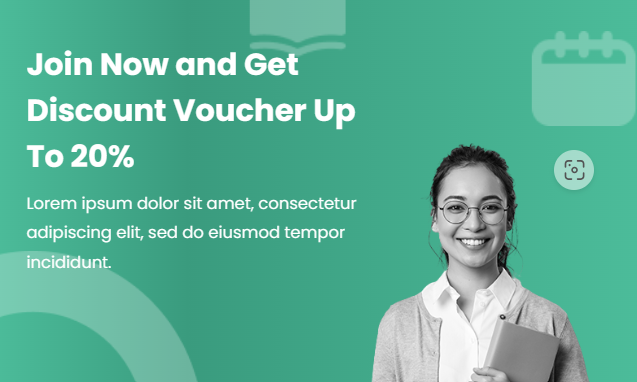 Join Now and Get
Discount Voucher Up
To 20%
Lorem ipsum dolor sit amet, consectetur
adipiscing elit, sed do eiusmod tempor
incididunt.